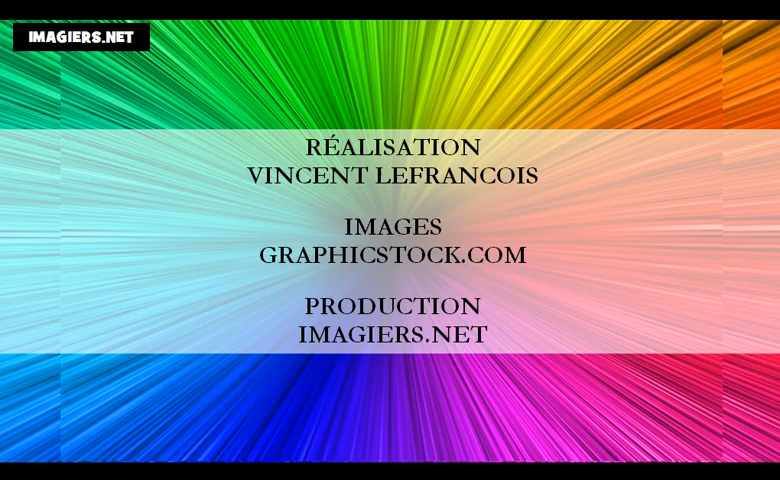 IMAGIERS.NET
RÉALISATION
VINCENT LEFRANCOIS
IMAGES
GRAPHICSTOCK.COM
PRODUCTION
IMAGIERS.NET